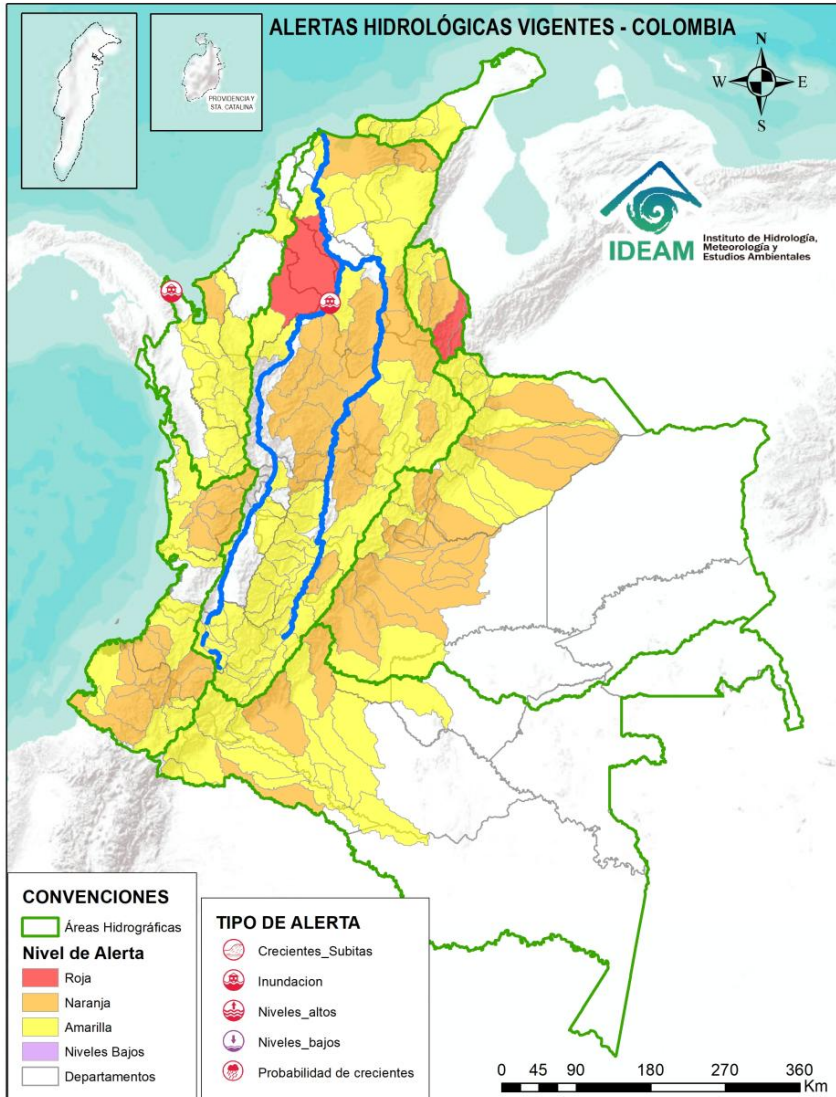 ALERTAS HIDROLÓGICAS VIGENTES - COLOMBIA
PROVIDENCIA Y
STA. CATALINA
N
W
E
S
IDEAM
Instituto de Hidrología,
Meteorología y
Estudios Ambientales
CONVENCIONES
Áreas Hidrográficas
Nivel de Alerta
Roja
Naranja
Amarilla
Niveles Bajos
Departamentos
TIPO DE ALERTA
Crecientes_Subitas
Inundacion
Niveles_altos
Niveles_bajos
Probabilidad de crecientes
0 45 90 180 270 360
Km